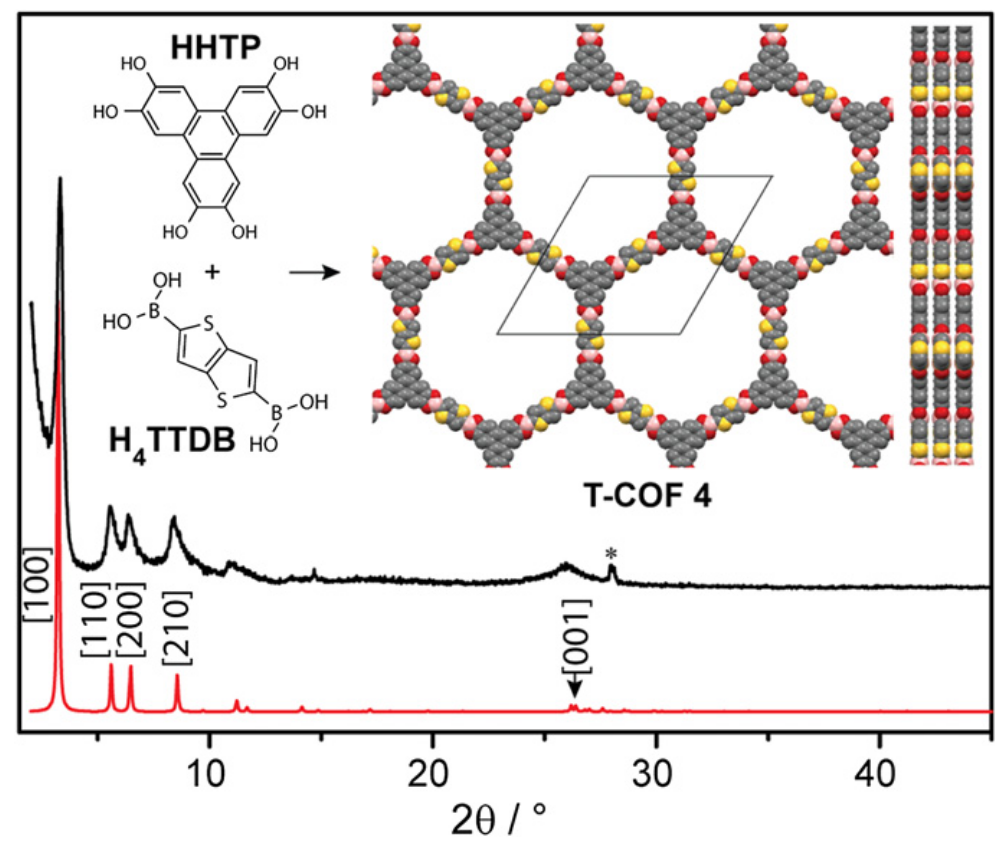 HHTP
HO
OH
HO
OH
HO
OH
+
OH
B
HO
S
S
B
OH
HO
H₄TTDB
T-COF 4
*
[100]
[110]
[200]
[210]
[001]
10
20
30
40
2θ / °